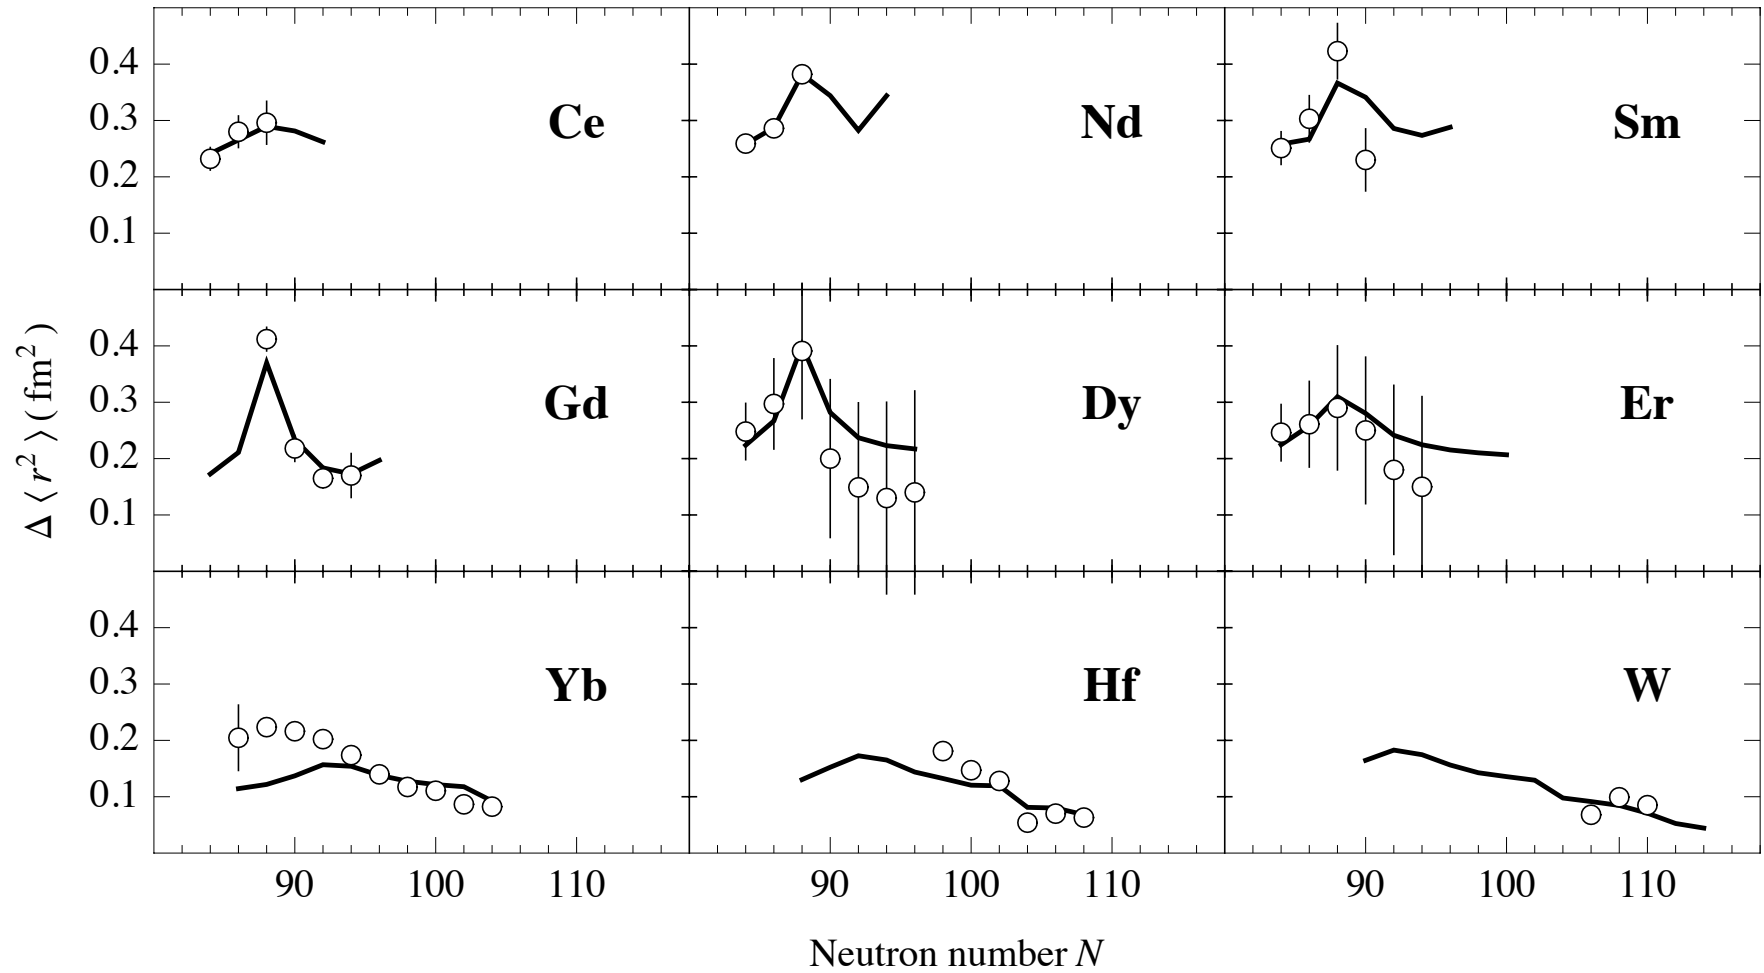 0.4
0.3
0.2
0.1
Ce
Nd
Sm
Δ ⟨ r² ⟩ ( fm² )
0.4
0.3
0.2
0.1
Gd
Dy
Er
0.4
0.3
0.2
0.1
Yb
Hf
W
90 100 110 90 100 110 90 100 110
Neutron number N